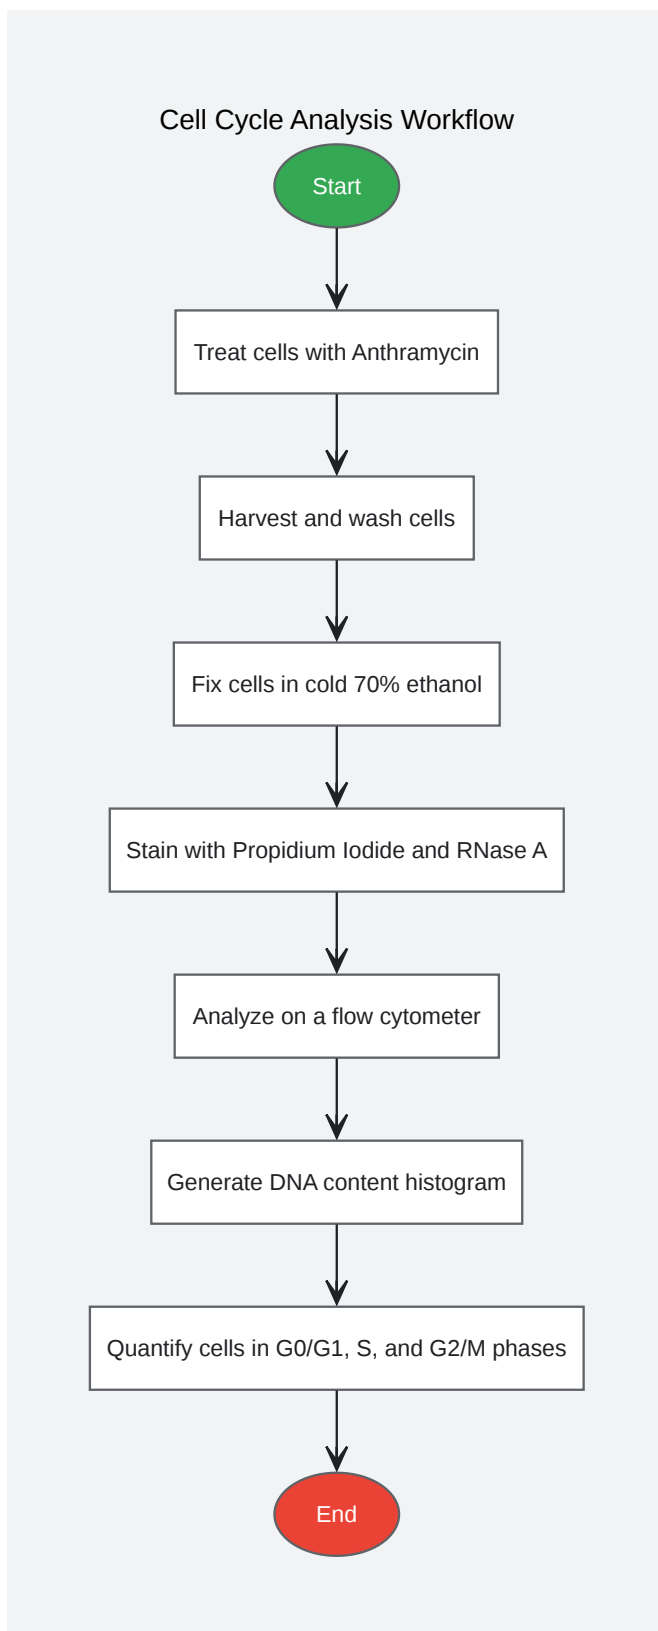 Cell Cycle Analysis Workflow
Start
Treat cells with Anthramycin
Harvest and wash cells
Fix cells in cold 70% ethanol
Stain with Propidium Iodide and RNase A
Analyze on a flow cytometer
Generate DNA content histogram
Quantify cells in G0/G1, S, and G2/M phases
End